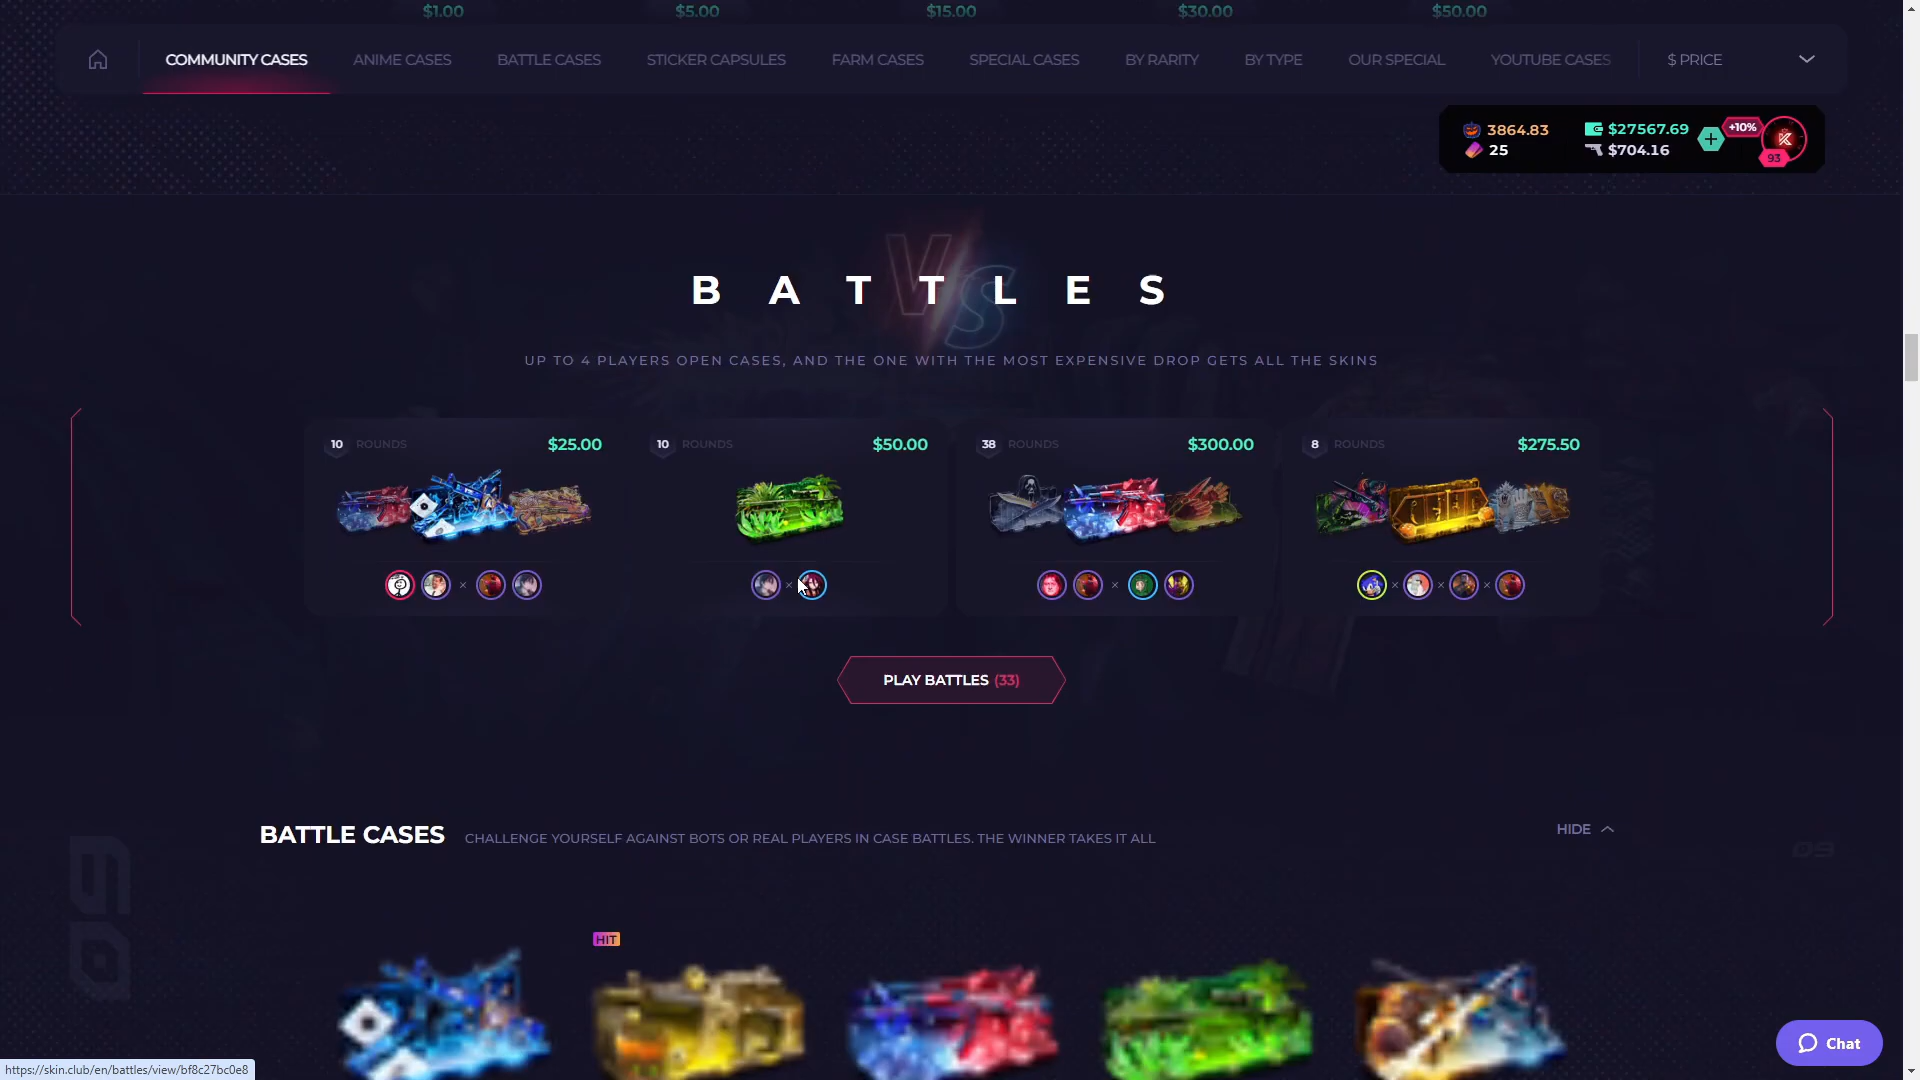 $1.00 $5.00 $15.00 $30.00 $50.00
COMMUNITY CASES ANIME CASES BATTLE CASES STICKER CAPSULES FARM CASES SPECIAL CASES BY RARITY BY TYPE OUR SPECIAL YOUTUBE CASES $ PRICE
3864.83 $27567.69 +10%
25 $704.16 93
VS
BATTLES
UP TO 4 PLAYERS OPEN CASES, AND THE ONE WITH THE MOST EXPENSIVE DROP GETS ALL THE SKINS
10 ROUNDS $25.00 10 ROUNDS $50.00 38 ROUNDS $300.00 8 ROUNDS $275.50
PLAY BATTLES (33)
BATTLE CASES CHALLENGE YOURSELF AGAINST BOTS OR REAL PLAYERS IN CASE BATTLES. THE WINNER TAKES IT ALL HIDE
HIT
Chat
https://skin.club/en/battles/view/bf8c27bc0e8